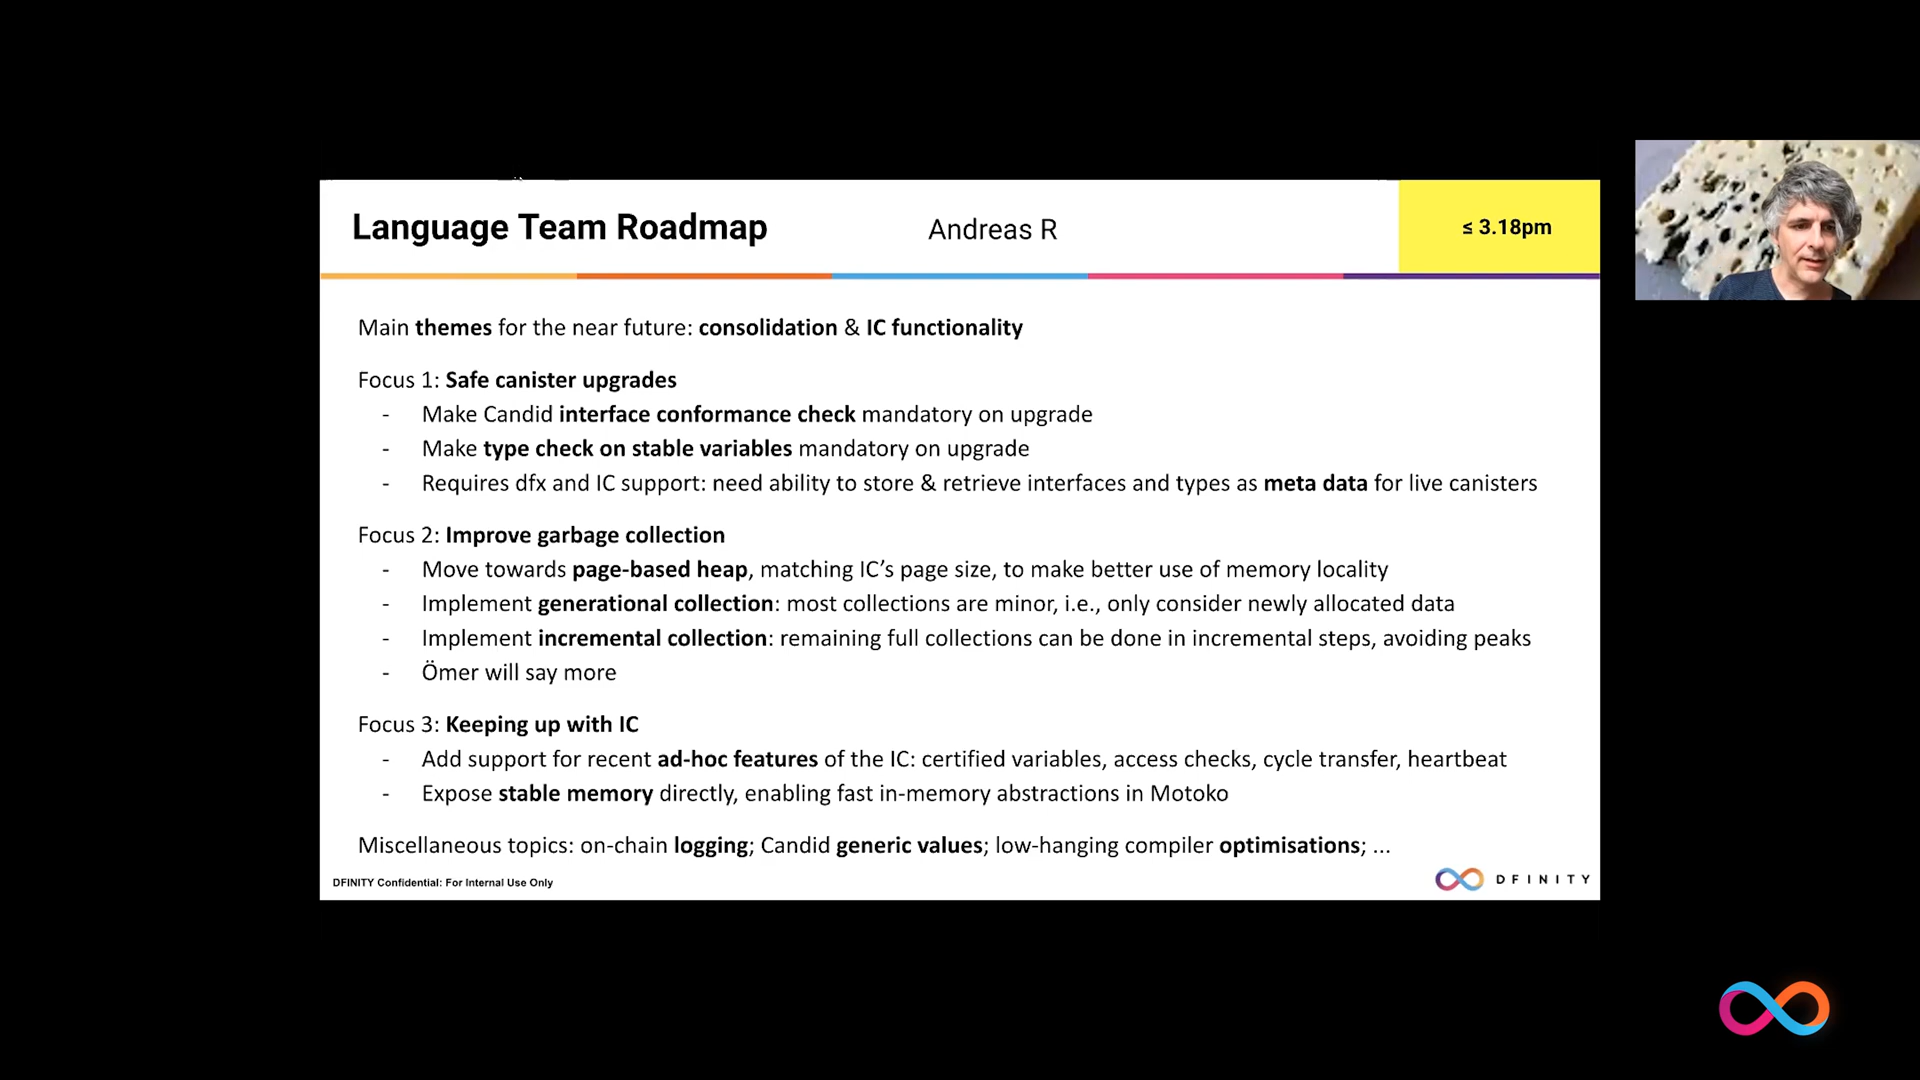 Language Team Roadmap
Andreas R
≤ 3.18pm
Main themes for the near future: consolidation & IC functionality
Focus 1: Safe canister upgrades
- Make Candid interface conformance check mandatory on upgrade
- Make type check on stable variables mandatory on upgrade
- Requires dfx and IC support: need ability to store & retrieve interfaces and types as meta data for live canisters
Focus 2: Improve garbage collection
- Move towards page-based heap, matching IC’s page size, to make better use of memory locality
- Implement generational collection: most collections are minor, i.e., only consider newly allocated data
- Implement incremental collection: remaining full collections can be done in incremental steps, avoiding peaks
- Ömer will say more
Focus 3: Keeping up with IC
- Add support for recent ad-hoc features of the IC: certified variables, access checks, cycle transfer, heartbeat
- Expose stable memory directly, enabling fast in-memory abstractions in Motoko
Miscellaneous topics: on-chain logging; Candid generic values; low-hanging compiler optimisations; ...
DFINITY Confidential: For Internal Use Only
DFINITY